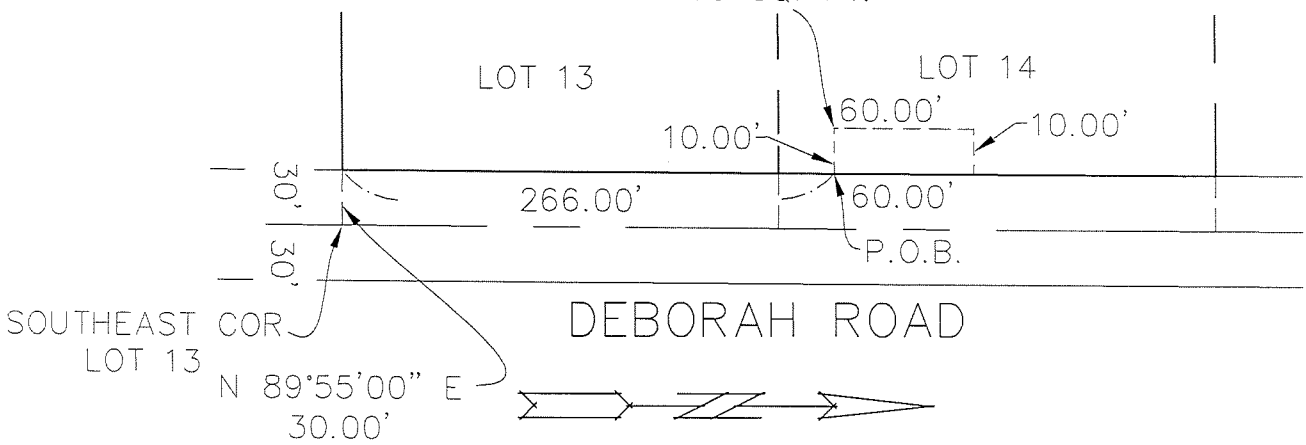 LOT 13
LOT 14
60.00'
10.00'
10.00'
30'
266.00'
60.00'
P.O.B.
30'
DEBORAH ROAD
SOUTHEAST COR
LOT 13
N 89°55'00" E
30.00'